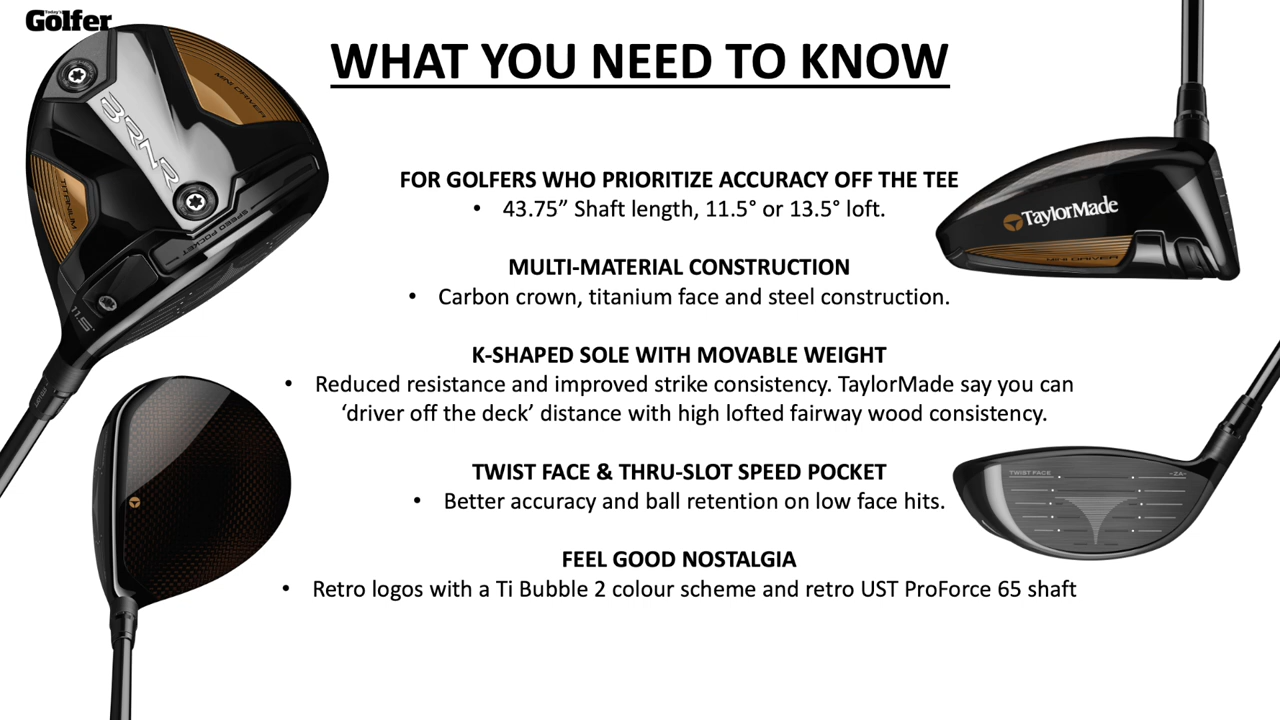 Today's
Golfer
WHAT YOU NEED TO KNOW
MINI DRIVER
BRNR
TITANIUM
SPEED POCKET
11.5°
FOR GOLFERS WHO PRIORITIZE ACCURACY OFF THE TEE
• 43.75” Shaft length, 11.5° or 13.5° loft.
TaylorMade
MINI DRIVER
MULTI-MATERIAL CONSTRUCTION
• Carbon crown, titanium face and steel construction.
K-SHAPED SOLE WITH MOVABLE WEIGHT
• Reduced resistance and improved strike consistency. TaylorMade say you can
‘driver off the deck’ distance with high lofted fairway wood consistency.
TWIST FACE & THRU-SLOT SPEED POCKET
• Better accuracy and ball retention on low face hits.
TWIST FACE
FEEL GOOD NOSTALGIA
• Retro logos with a Ti Bubble 2 colour scheme and retro UST ProForce 65 shaft